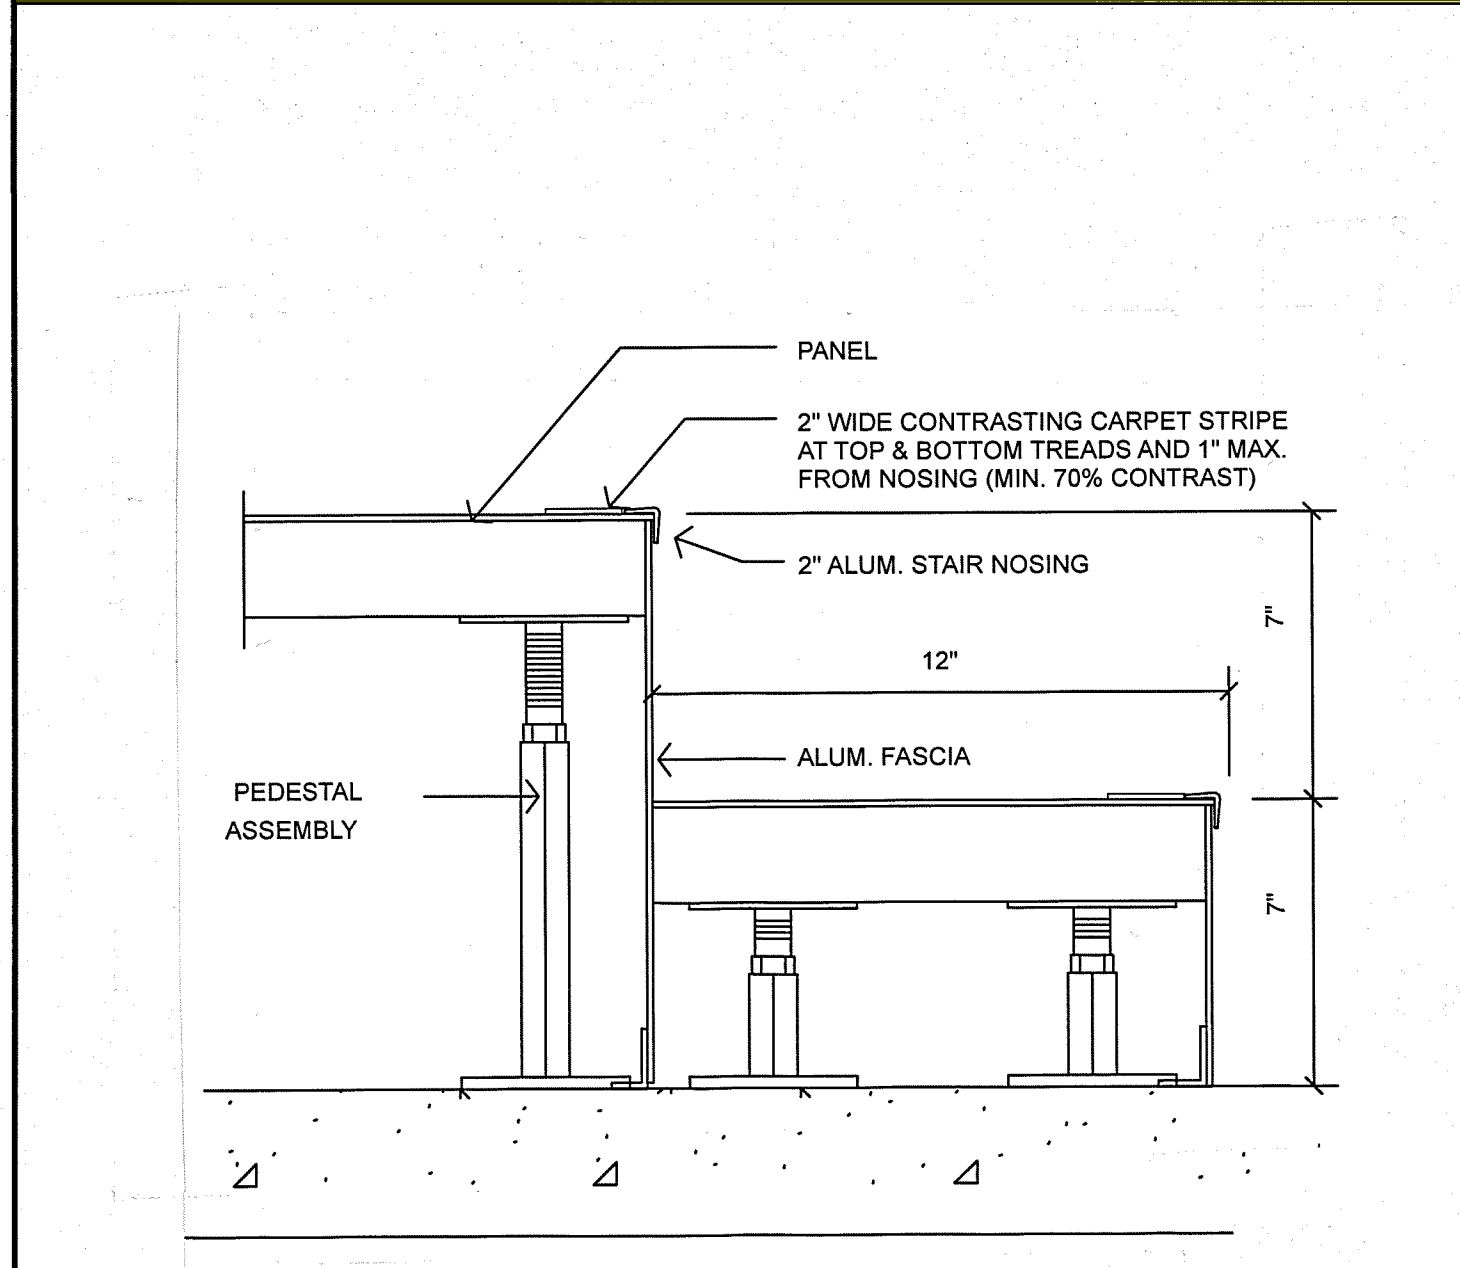 PANEL
2" WIDE CONTRASTING CARPET STRIPE
AT TOP & BOTTOM TREADS AND 1" MAX.
FROM NOSING (MIN. 70% CONTRAST)
2" ALUM. STAIR NOSING
7"
12"
ALUM. FASCIA
PEDESTAL
ASSEMBLY
7"